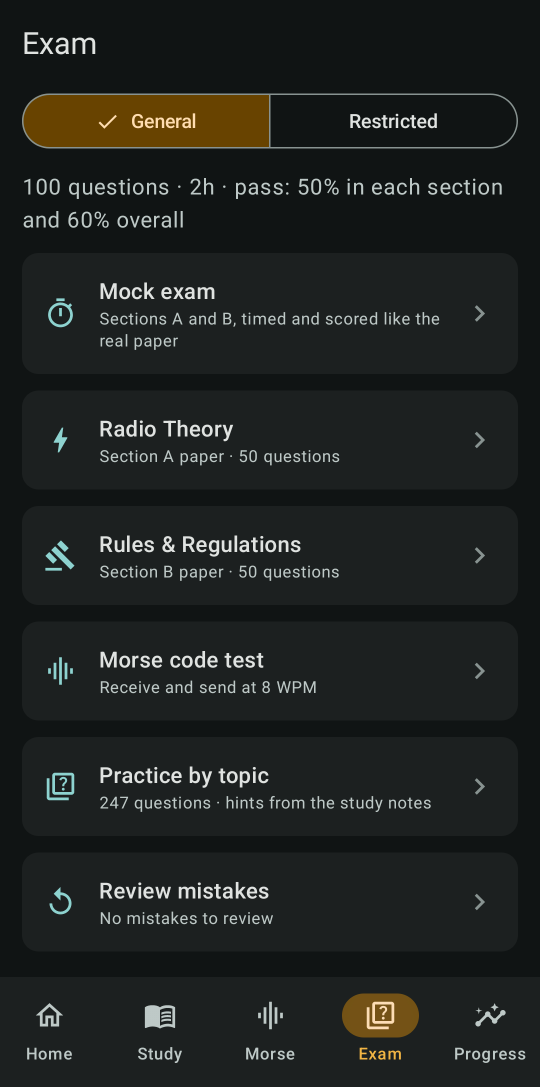 Exam
General
Restricted
100 questions · 2h · pass: 50% in each section
and 60% overall
Mock exam
Sections A and B, timed and scored like the
real paper
Radio Theory
Section A paper · 50 questions
Rules & Regulations
Section B paper · 50 questions
Morse code test
Receive and send at 8 WPM
Practice by topic
247 questions · hints from the study notes
Review mistakes
No mistakes to review
Home
Study
Morse
Exam
Progress